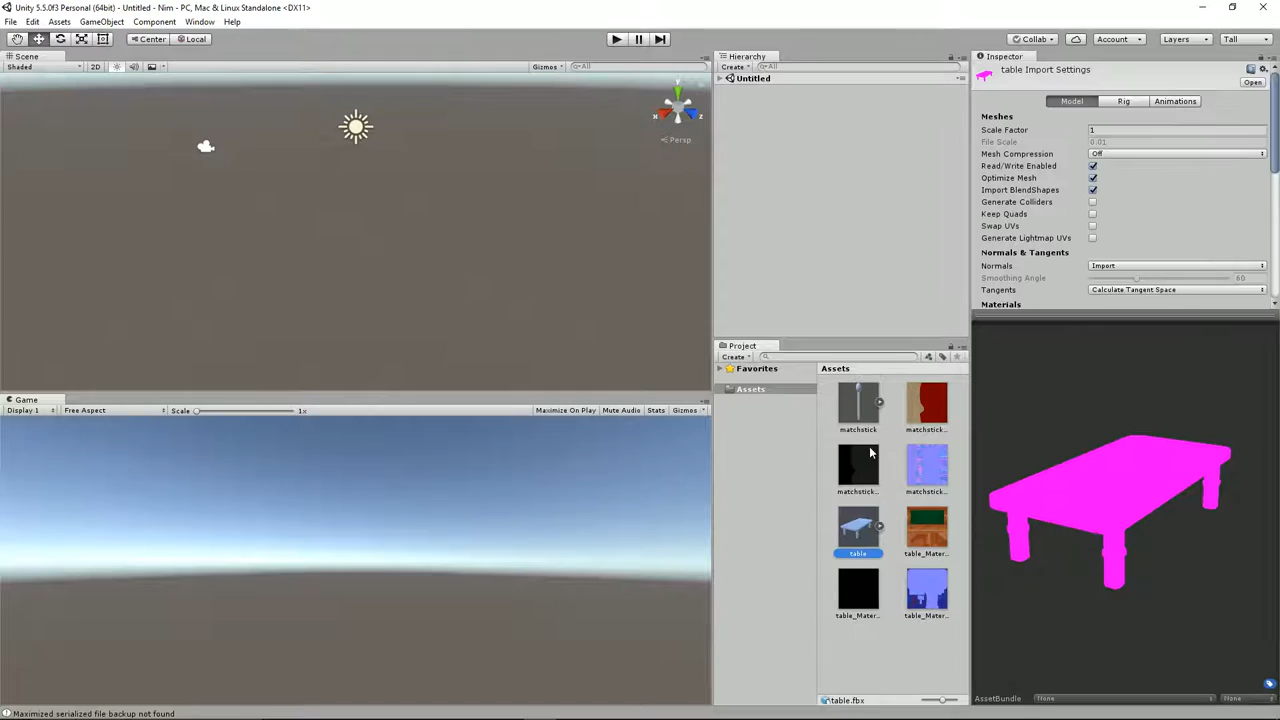 Unity 5.5.0f3 Personal (64bit) - Untitled - Nim - PC, Mac & Linux Standalone <DX11>
File Edit Assets GameObject Component Window Help
Center Local Collab Account Layers Tall
Scene
Shaded 2D Gizmos All
x z
y
Persp
Game
Display 1 Free Aspect Scale 1x Maximize On Play Mute Audio Stats Gizmos
Hierarchy
Create All
Untitled
Project
Create
Favorites
Assets
Assets
matchstick matchstick...
matchstick... matchstick...
table table_Mater...
table_Mater... table_Mater...
table.fbx
Inspector
table Import Settings
Open
Model Rig Animations
Meshes
Scale Factor 1
File Scale 0.01
Mesh Compression Off
Read/Write Enabled
Optimize Mesh
Import BlendShapes
Generate Colliders
Keep Quads
Swap UVs
Generate Lightmap UVs
Normals & Tangents
Normals Import
Smoothing Angle 60
Tangents Calculate Tangent Space
Materials
AssetBundle None None
Maximized serialized file backup not found